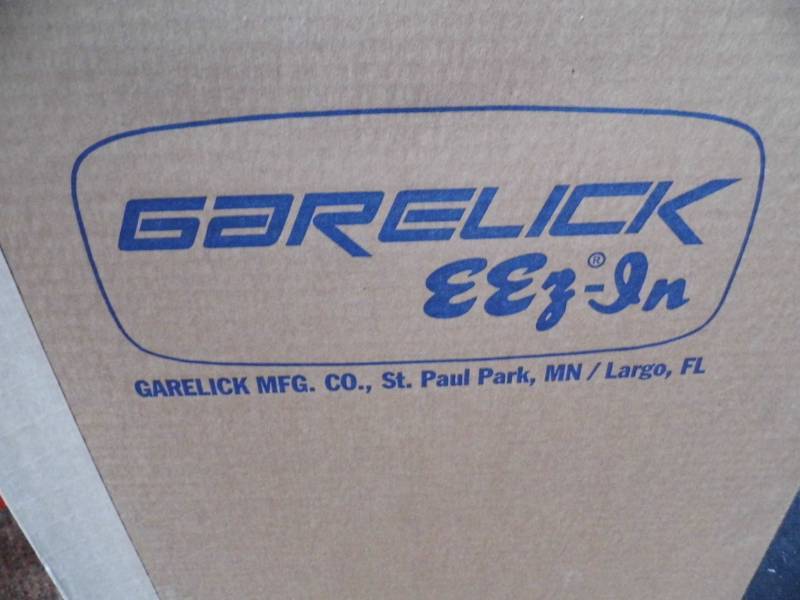 GARELICK
EEz-In®
GARELICK MFG. CO., St. Paul Park, MN / Largo, FL